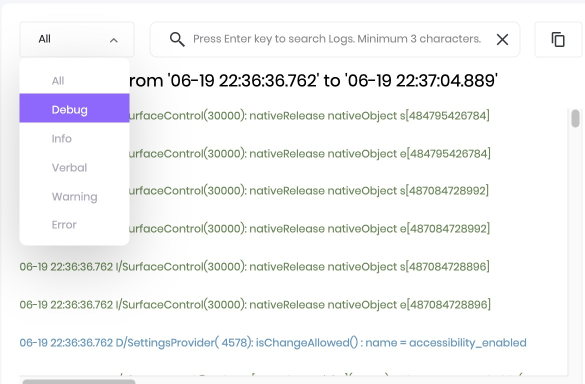 All
Press Enter key to search Logs. Minimum 3 characters.
rom '06-19 22:36:36.762' to '06-19 22:37:04.889'
All
Debug
Info
Verbal
Warning
Error
urfaceControl(30000): nativeRelease nativeObject s[484795426784]
urfaceControl(30000): nativeRelease nativeObject e[484795426784]
urfaceControl(30000): nativeRelease nativeObject s[487084728992]
urfaceControl(30000): nativeRelease nativeObject e[487084728992]
06-19 22:36:36.762 I/SurfaceControl(30000): nativeRelease nativeObject s[487084728896]
06-19 22:36:36.762 I/SurfaceControl(30000): nativeRelease nativeObject e[487084728896]
06-19 22:36:36.762 D/SettingsProvider( 4578): isChangeAllowed() : name = accessibility_enabled